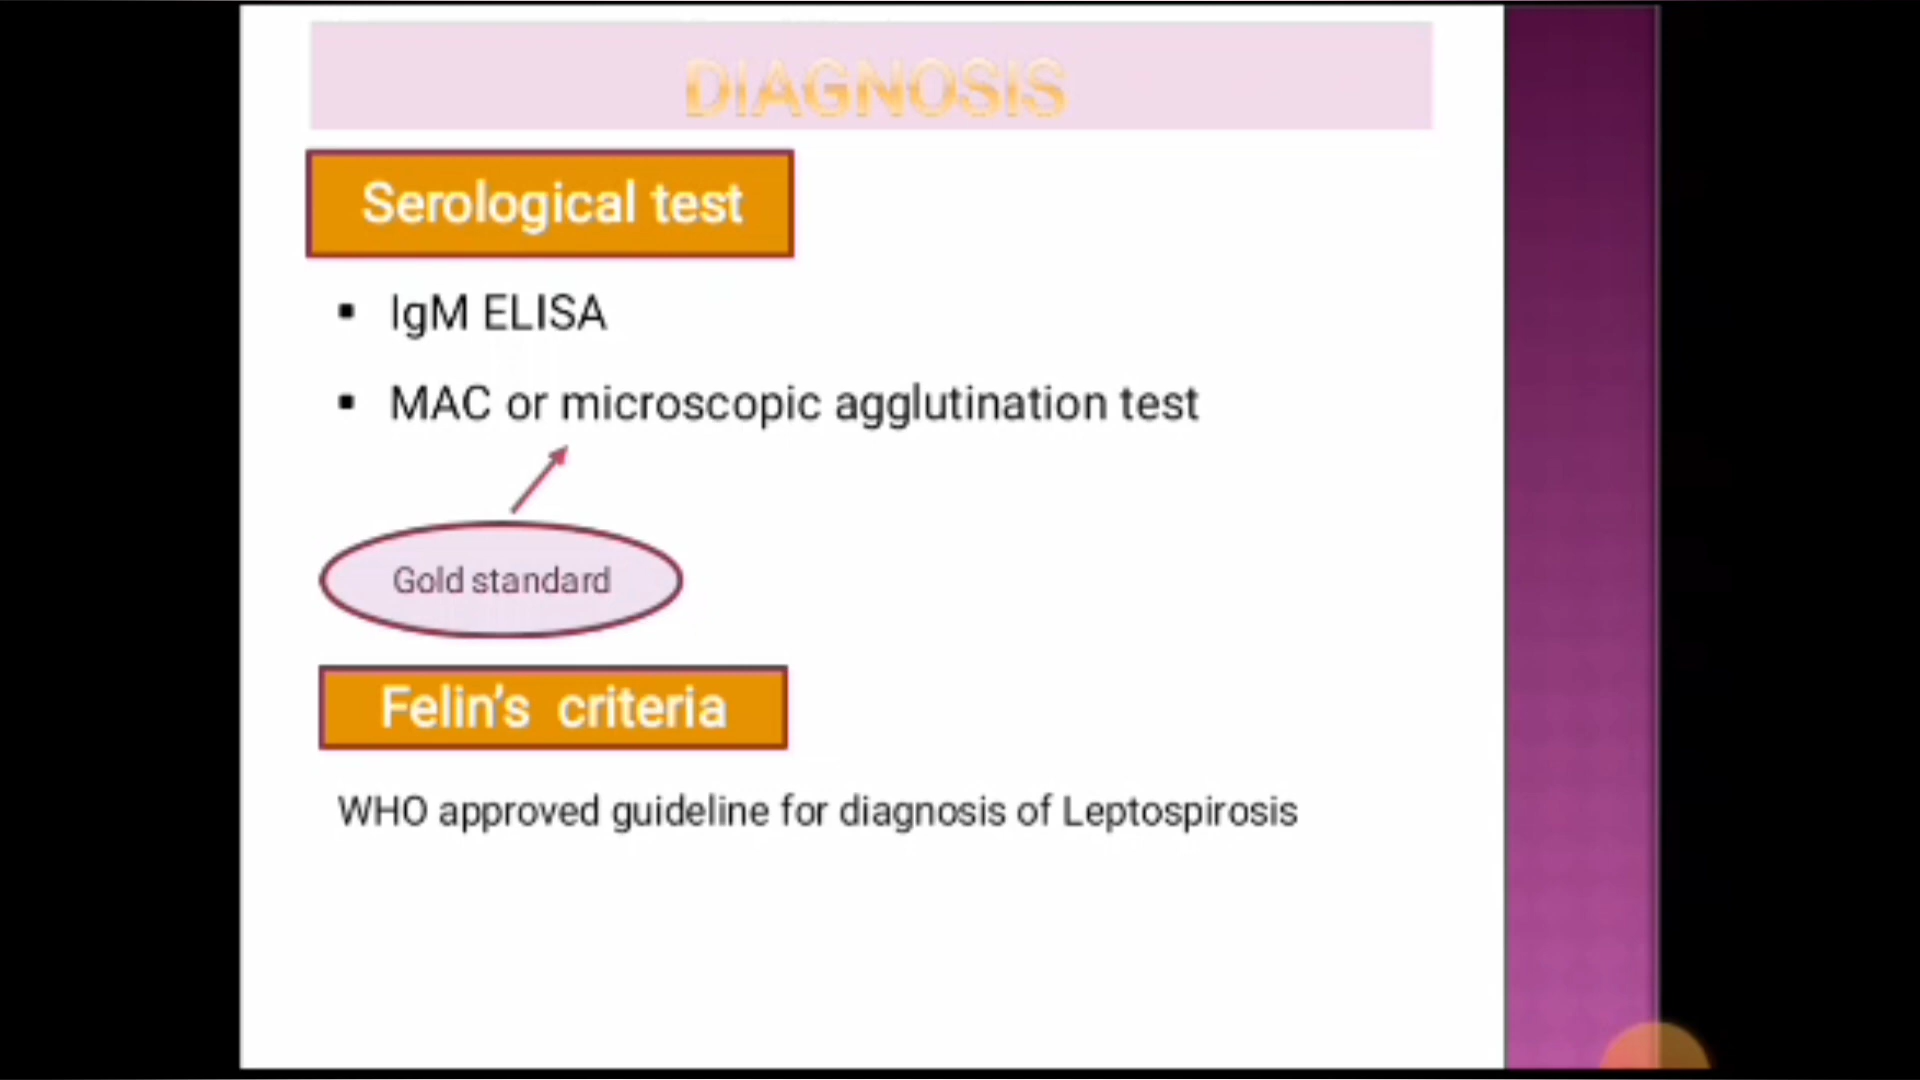 DIAGNOSIS
Serological test
▪ IgM ELISA
▪ MAC or microscopic agglutination test
Gold standard
Felin's criteria
WHO approved guideline for diagnosis of Leptospirosis